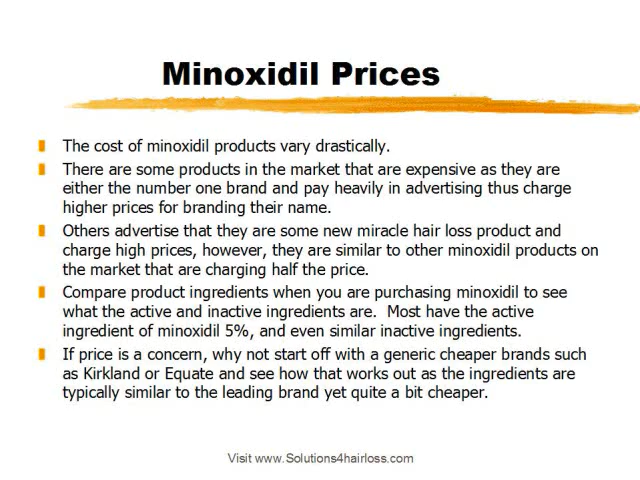 Minoxidil Prices
The cost of minoxidil products vary drastically.
There are some products in the market that are expensive as they are
either the number one brand and pay heavily in advertising thus charge
higher prices for branding their name.
Others advertise that they are some new miracle hair loss product and
charge high prices, however, they are similar to other minoxidil products on
the market that are charging half the price.
Compare product ingredients when you are purchasing minoxidil to see
what the active and inactive ingredients are.  Most have the active
ingredient of minoxidil 5%, and even similar inactive ingredients.
If price is a concern, why not start off with a generic cheaper brands such
as Kirkland or Equate and see how that works out as the ingredients are
typically similar to the leading brand yet quite a bit cheaper.
Visit www.Solutions4hairloss.com